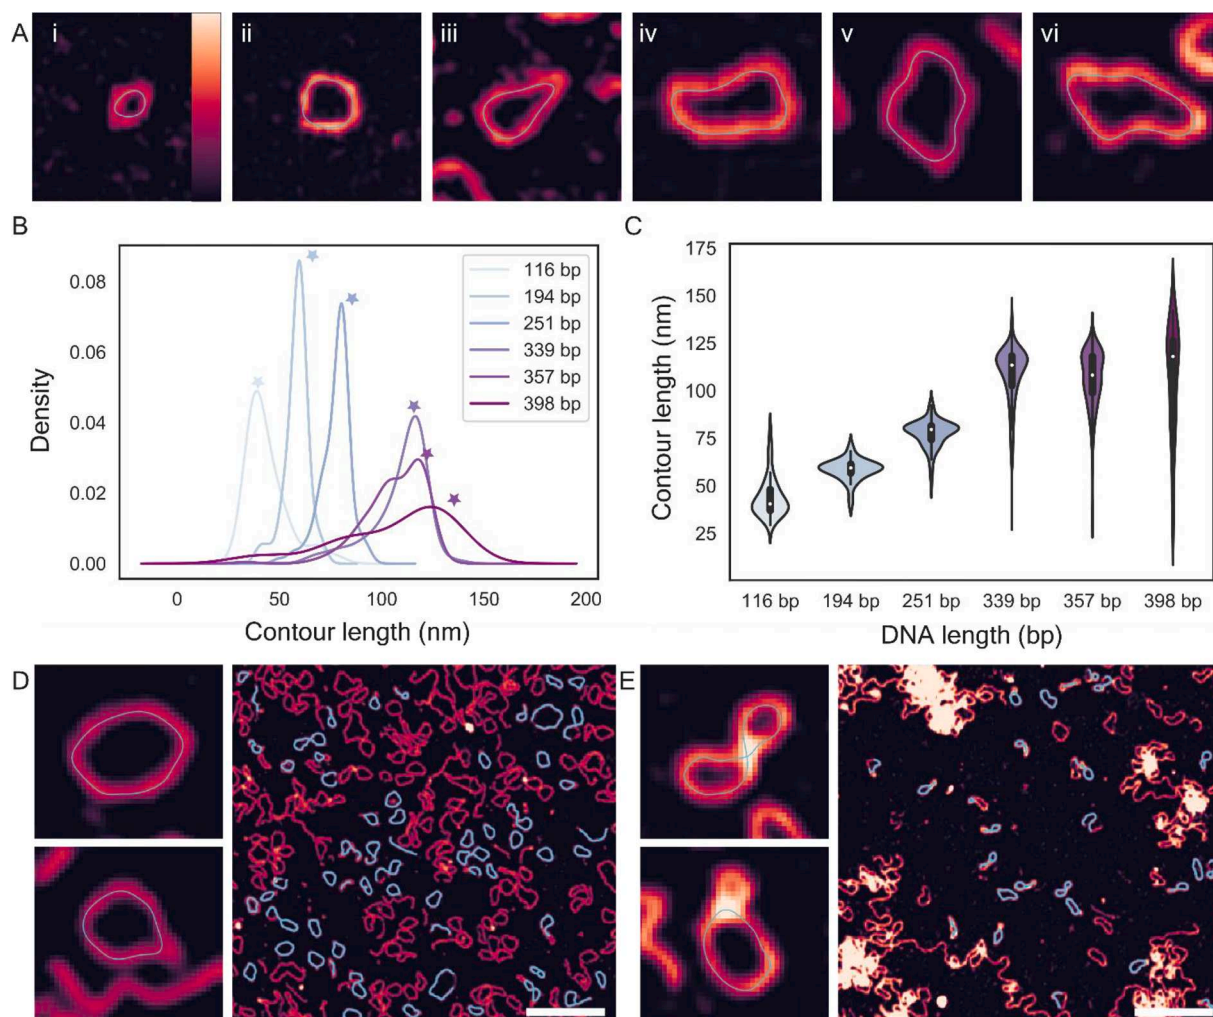 A
i
ii
iii
iv
v
vi
B
0.08
0.06
0.04
0.02
0.00
Density
116 bp
194 bp
251 bp
339 bp
357 bp
398 bp
0
50
100
150
200
Contour length (nm)
C
175
150
125
100
75
50
25
Contour length (nm)
116 bp
194 bp
251 bp
339 bp
357 bp
398 bp
DNA length (bp)
D
E